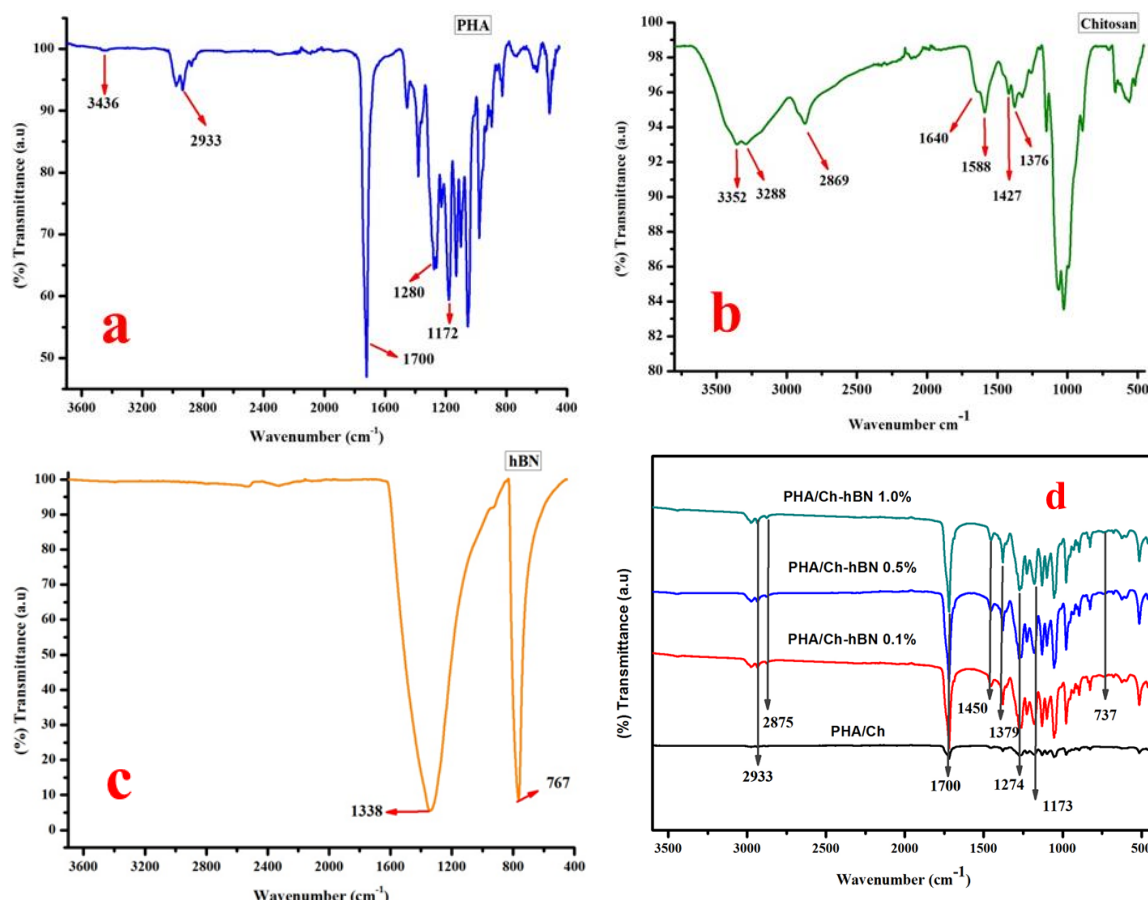 PHA
100
90
80
70
60
50
3436
2933
1280
1172
1700
a
3600 3200 2800 2400 2000 1600 1200 800 400
Wavenumber (cm-1)
(%) Transmittance (a.u)
Chitosan
100
98
96
94
92
90
88
86
84
82
80
3352
3288
2869
1640
1588
1427
1376
b
3500 3000 2500 2000 1500 1000 500
Wavenumber cm-1
(%) Transmittance (a.u)
hBN
100
90
80
70
60
50
40
30
20
10
0
1338
767
c
3600 3200 2800 2400 2000 1600 1200 800 400
Wavenumber (cm-1)
(%) Transmittance (a.u)
d
PHA/Ch-hBN 1.0%
PHA/Ch-hBN 0.5%
PHA/Ch-hBN 0.1%
PHA/Ch
2933
2875
1700
1450
1379
1274
1173
737
3500 3000 2500 2000 1500 1000 500
Wavenumber (cm-1)
(%) Transmittance (a.u)